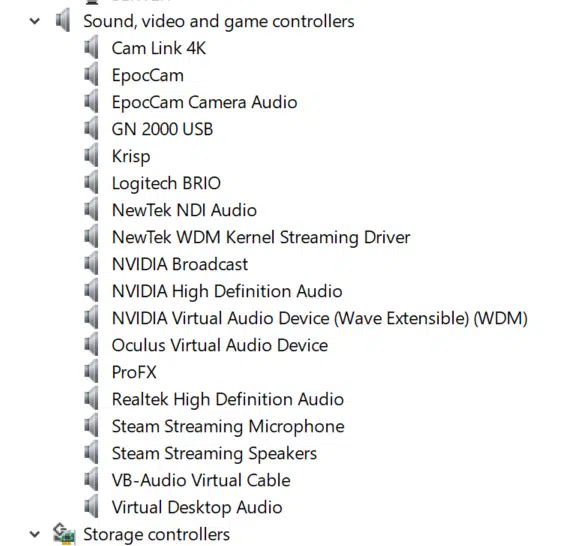 Sound, video and game controllers
Cam Link 4K
EpocCam
EpocCam Camera Audio
GN 2000 USB
Krisp
Logitech BRIO
NewTek NDI Audio
NewTek WDM Kernel Streaming Driver
NVIDIA Broadcast
NVIDIA High Definition Audio
NVIDIA Virtual Audio Device (Wave Extensible) (WDM)
Oculus Virtual Audio Device
ProFX
Realtek High Definition Audio
Steam Streaming Microphone
Steam Streaming Speakers
VB-Audio Virtual Cable
Virtual Desktop Audio
Storage controllers